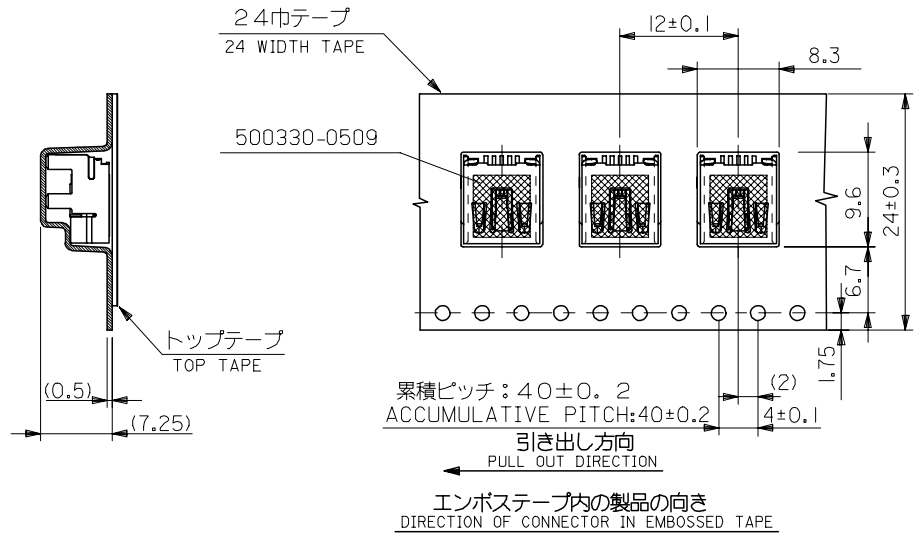 24巾テープ
24 WIDTH TAPE
12±0.1
8.3
500330-0509
9.6
24±0.3
6.7
1.75
トップテープ
TOP TAPE
(0.5)
(7.25)
(2)
累積ピッチ:40±0.2
ACCUMULATIVE PITCH:40±0.2
4±0.1
引き出し方向
PULL OUT DIRECTION
エンボステープ内の製品の向き
DIRECTION OF CONNECTOR IN EMBOSSED TAPE